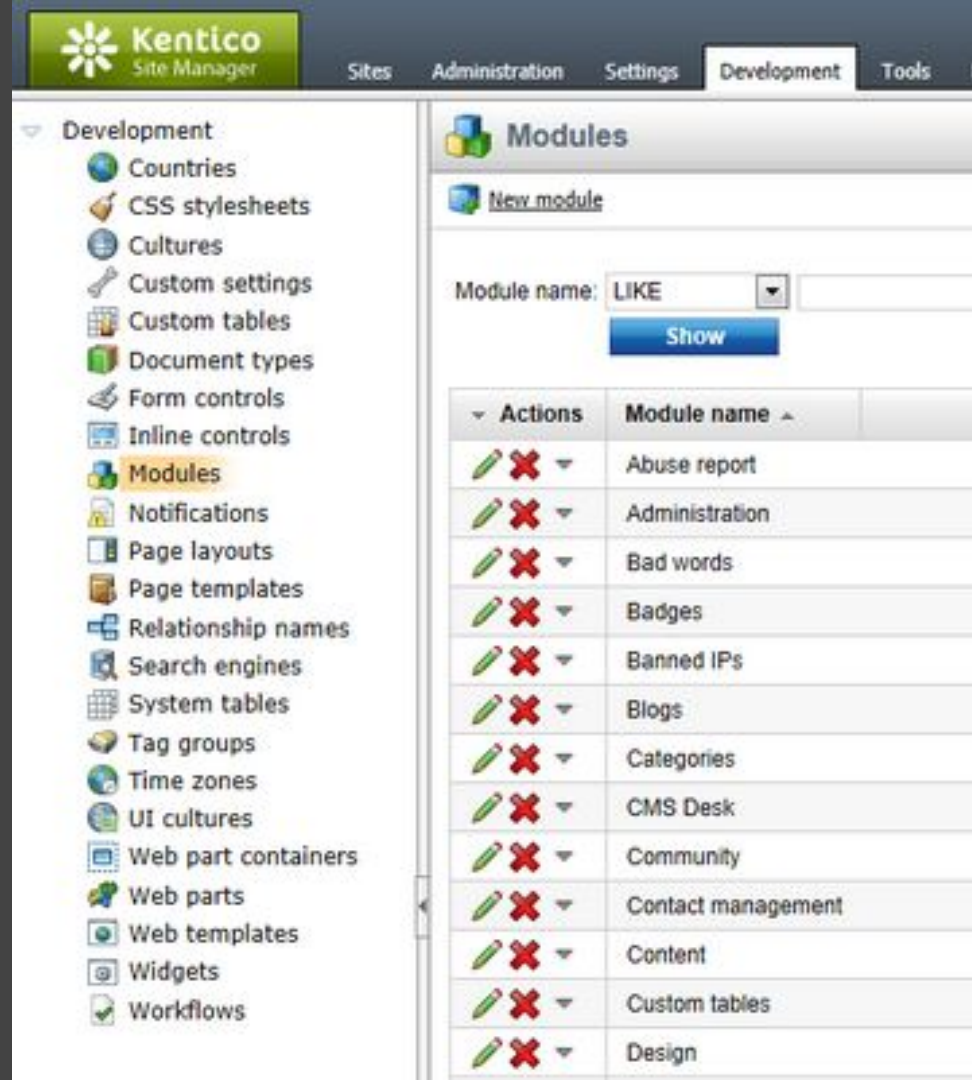 Kentico
Site Manager
Sites Administration Settings Development Tools
Development
Countries
CSS stylesheets
Cultures
Custom settings
Custom tables
Document types
Form controls
Inline controls
Modules
Notifications
Page layouts
Page templates
Relationship names
Search engines
System tables
Tag groups
Time zones
UI cultures
Web part containers
Web parts
Web templates
Widgets
Workflows
Modules
New module
Module name: LIKE
Show
Actions Module name
Abuse report
Administration
Bad words
Badges
Banned IPs
Blogs
Categories
CMS Desk
Community
Contact management
Content
Custom tables
Design